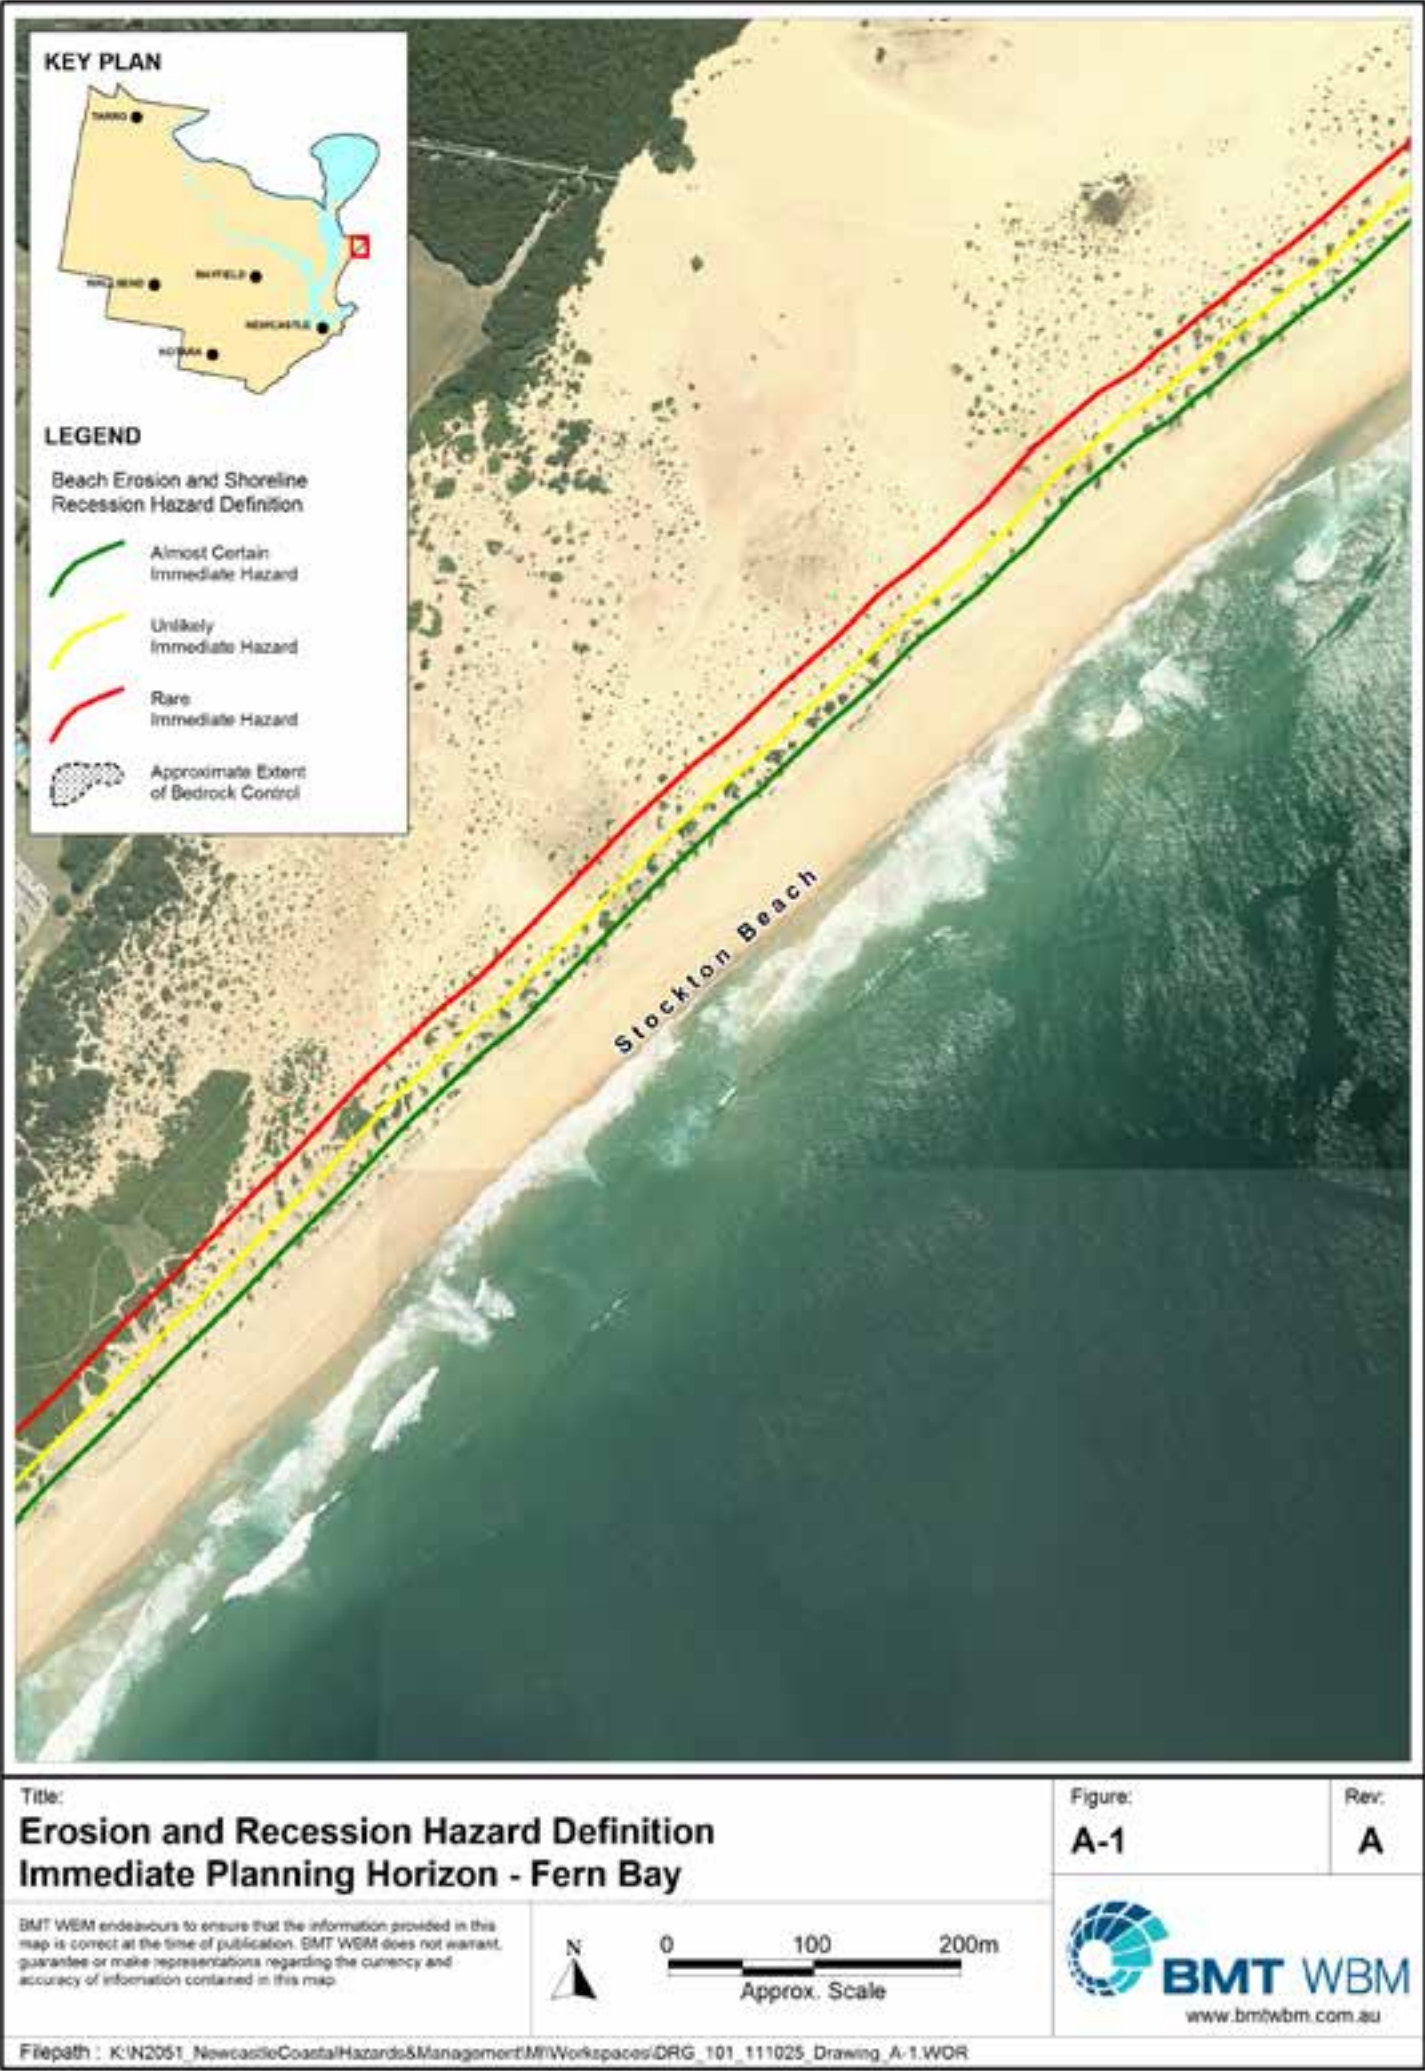 KEY PLAN
TARRO
WALLSEND
MAYFIELD
NEWCASTLE
KOTARA
LEGEND
Beach Erosion and Shoreline
Recession Hazard Definition
Almost Certain
Immediate Hazard
Unlikely
Immediate Hazard
Rare
Immediate Hazard
Approximate Extent
of Bedrock Control
Stockton Beach
Title:
Erosion and Recession Hazard Definition
Immediate Planning Horizon - Fern Bay
Figure:
A-1
Rev:
A
BMT WBM endeavours to ensure that the information provided in this
map is correct at the time of publication. BMT WBM does not warrant,
guarantee or make representations regarding the currency and
accuracy of information contained in this map.
N
0 100 200m
Approx. Scale
BMT WBM
www.bmtwbm.com.au
Filepath : K:\N2051_NewcastleCoastalHazards&Management\MI\Workspaces\DRG_101_111025_Drawing_A-1.WOR